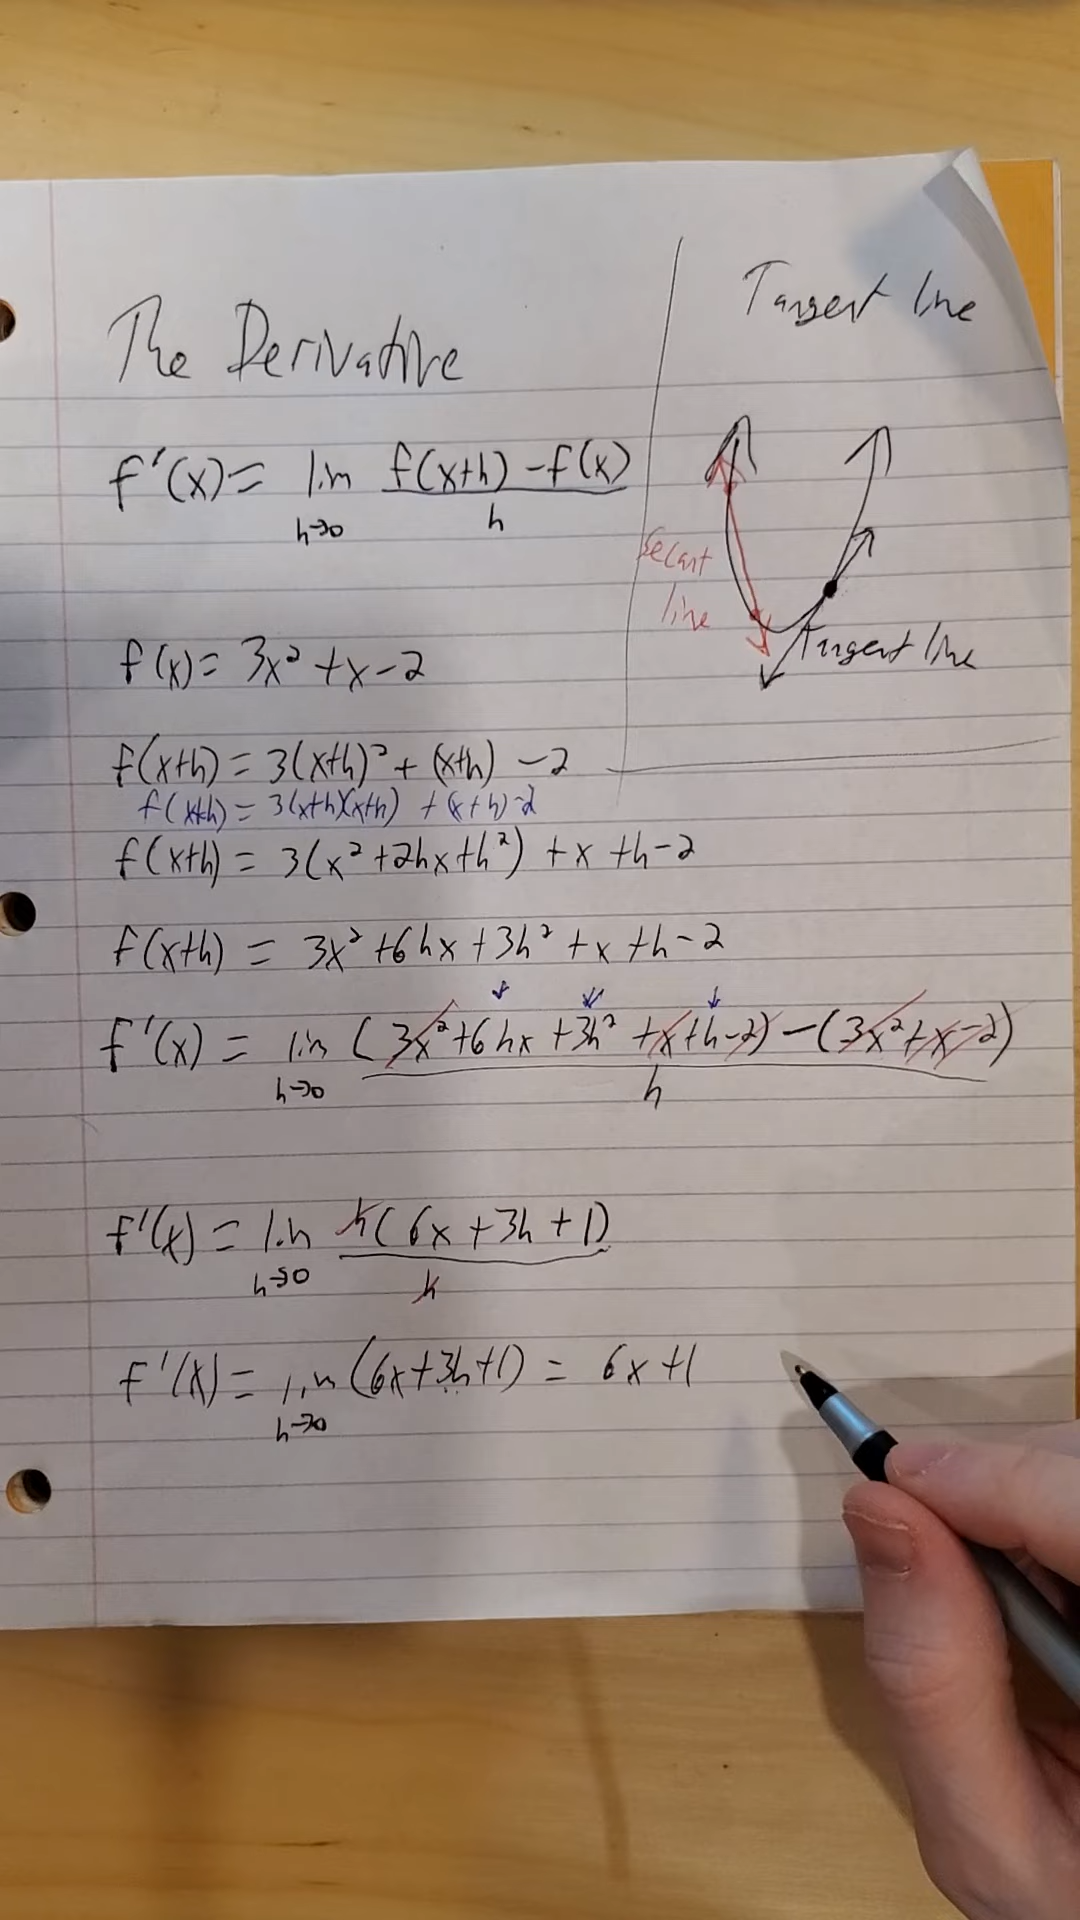 The Derivative
f'(x) = lim h→0 (f(x+h) - f(x)) / h
Tangent line
secant line
Tangent line
f(x) = 3x² + x - 2
f(x+h) = 3(x+h)² + (x+h) - 2
f(x+h) = 3(x+h)(x+h) + (x+h) - 2
f(x+h) = 3(x² + 2hx + h²) + x + h - 2
f(x+h) = 3x² + 6hx + 3h² + x + h - 2
f'(x) = lim h→0 ((3x² + 6hx + 3h² + x + h - 2) - (3x² + x - 2)) / h
f'(x) = lim h→0 h(6x + 3h + 1) / h
f'(x) = lim h→0 (6x + 3h + 1) = 6x + 1